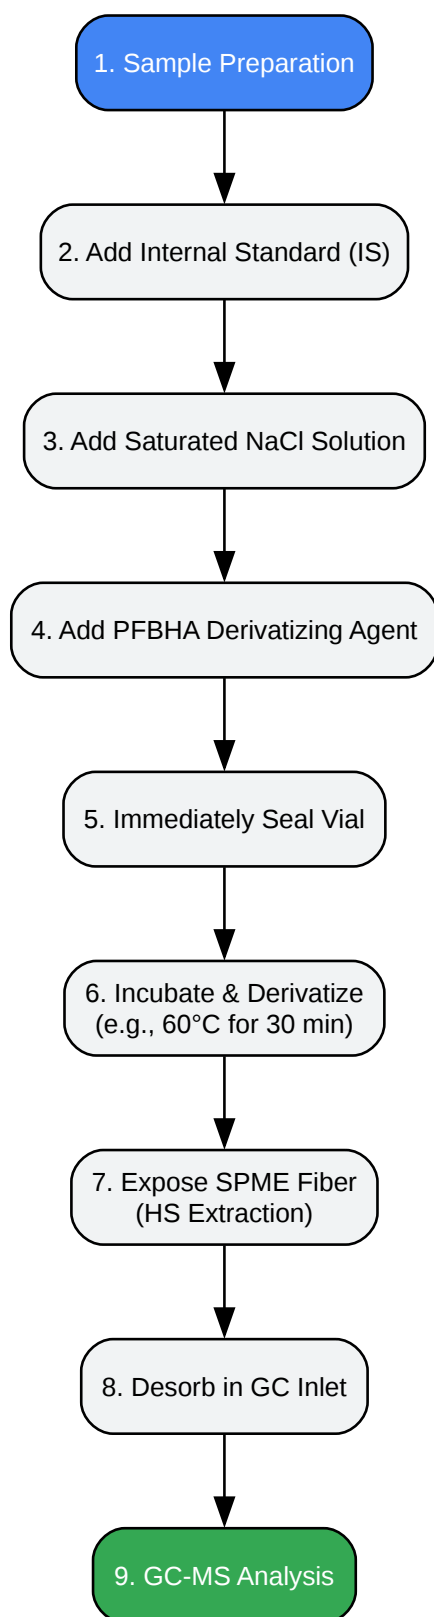 1. Sample Preparation
2. Add Internal Standard (IS)
3. Add Saturated NaCl Solution
4. Add PFBHA Derivatizing Agent
5. Immediately Seal Vial
6. Incubate & Derivatize
(e.g., 60°C for 30 min)
7. Expose SPME Fiber
(HS Extraction)
8. Desorb in GC Inlet
9. GC-MS Analysis